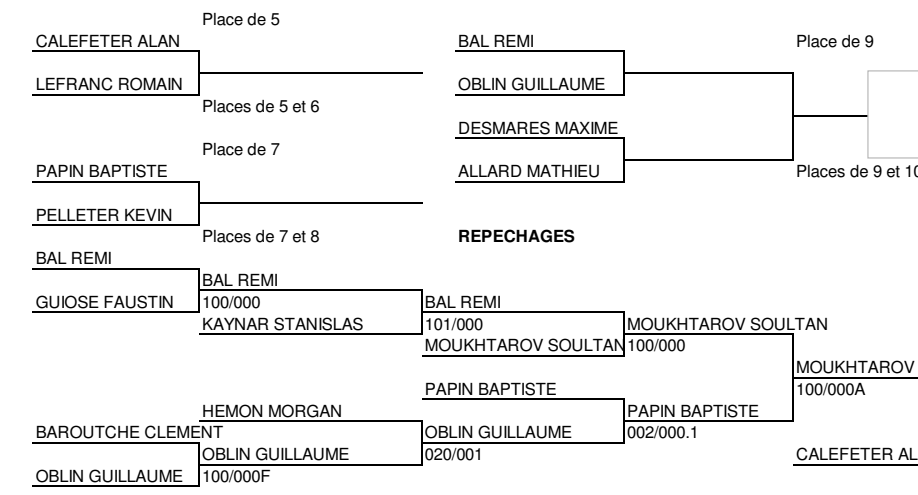 Place de 5
CALEFETER ALAN BAL REMI Place de 9
LEFRANC ROMAIN OBLIN GUILLAUME
Places de 5 et 6
DESMARES MAXIME
Place de 7
PAPIN BAPTISTE ALLARD MATHIEU Places de 9 et 10
PELLETER KEVIN
Places de 7 et 8 REPECHAGES
BAL REMI
BAL REMI
GUIOSE FAUSTIN 100/000 BAL REMI
KAYNAR STANISLAS 101/000 MOUKHTAROV SOULTAN
MOUKHTAROV SOULTAN 100/000
MOUKHTAROV
PAPIN BAPTISTE 100/000A
HEMON MORGAN PAPIN BAPTISTE
BAROUTCHE CLEMENT OBLIN GUILLAUME 002/000.1
OBLIN GUILLAUME 020/001 CALEFETER AL
OBLIN GUILLAUME 100/000F